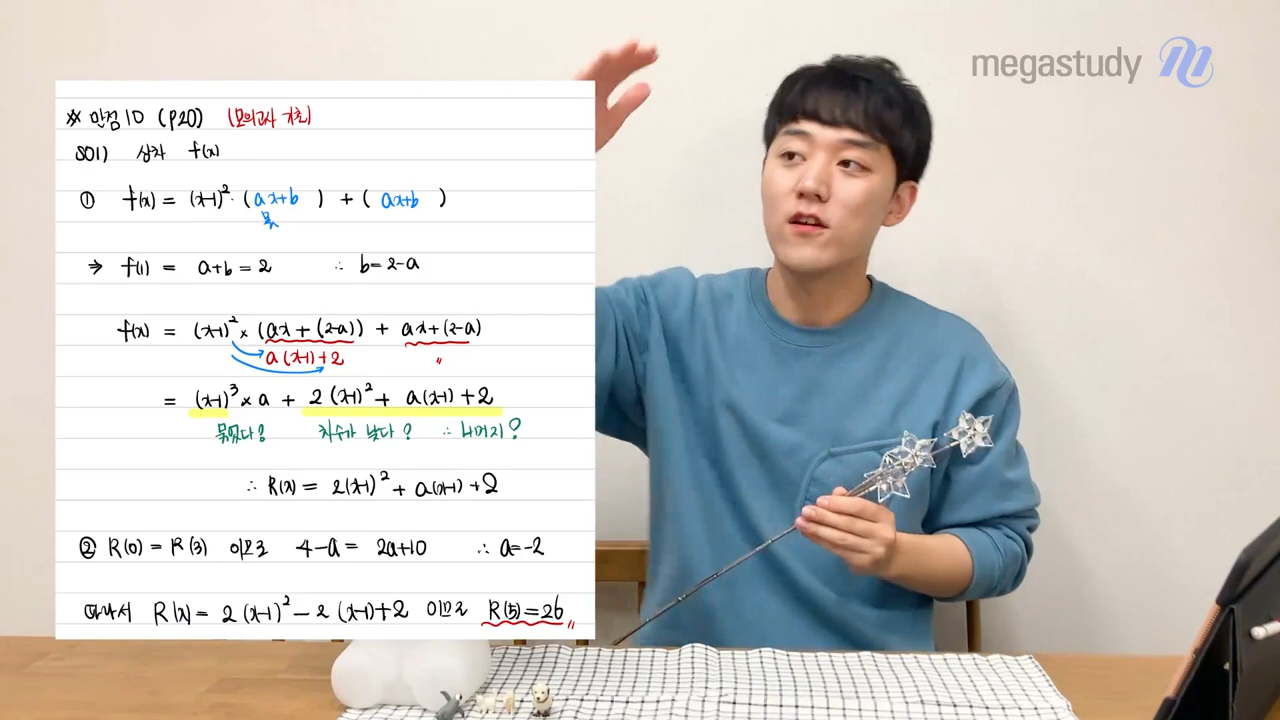 megastudy
※ 만점 10 (p20) (모의고사 기출)
sol) 삼차 f(x)
① f(x) = (x-1)²·(ax+b) + (ax+b)
몫
⇒ f(1) = a+b = 2 ∴ b=2-a
f(x) = (x-1)² × (ax+(2-a)) + ax+(2-a)
a(x-1)+2 〃
= (x-1)³ × a + 2(x-1)² + a(x-1)+2
묶였다? 차수가 낮다? ∴ 나머지?
∴ R(x) = 2(x-1)² + a(x-1)+2
② R(0) = R(3) 이므로 4-a = 2a+10 ∴ a=-2
따라서 R(x) = 2(x-1)² - 2(x-1)+2 이므로 R(5)=26 〃